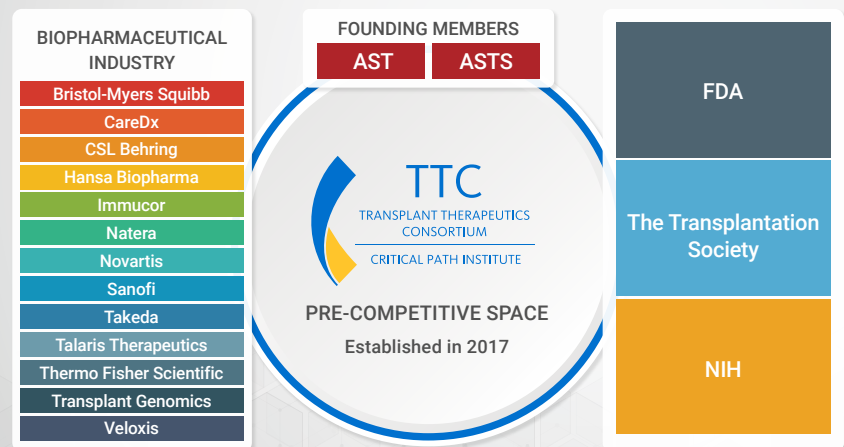 BIOPHARMACEUTICAL
INDUSTRY
Bristol-Myers Squibb
CareDx
CSL Behring
Hansa Biopharma
Immucor
Natera
Novartis
Sanofi
Takeda
Talaris Therapeutics
Thermo Fisher Scientific
Transplant Genomics
Veloxis
FOUNDING MEMBERS
AST
ASTS
TTC
TRANSPLANT THERAPEUTICS
CONSORTIUM
CRITICAL PATH INSTITUTE
PRE-COMPETITIVE SPACE
Established in 2017
FDA
The Transplantation
Society
NIH